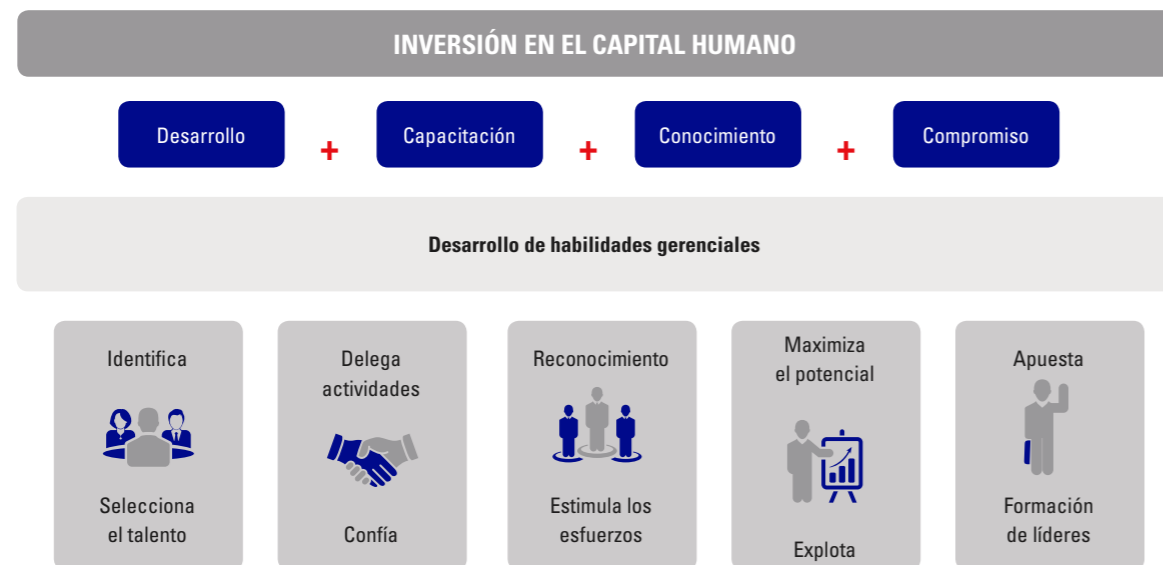 INVERSIÓN EN EL CAPITAL HUMANO
Desarrollo + Capacitación + Conocimiento + Compromiso
Desarrollo de habilidades gerenciales
Identifica
Selecciona
el talento
Delega
actividades
Confía
Reconocimiento
Estimula los
esfuerzos
Maximiza
el potencial
Explota
Apuesta
Formación
de líderes